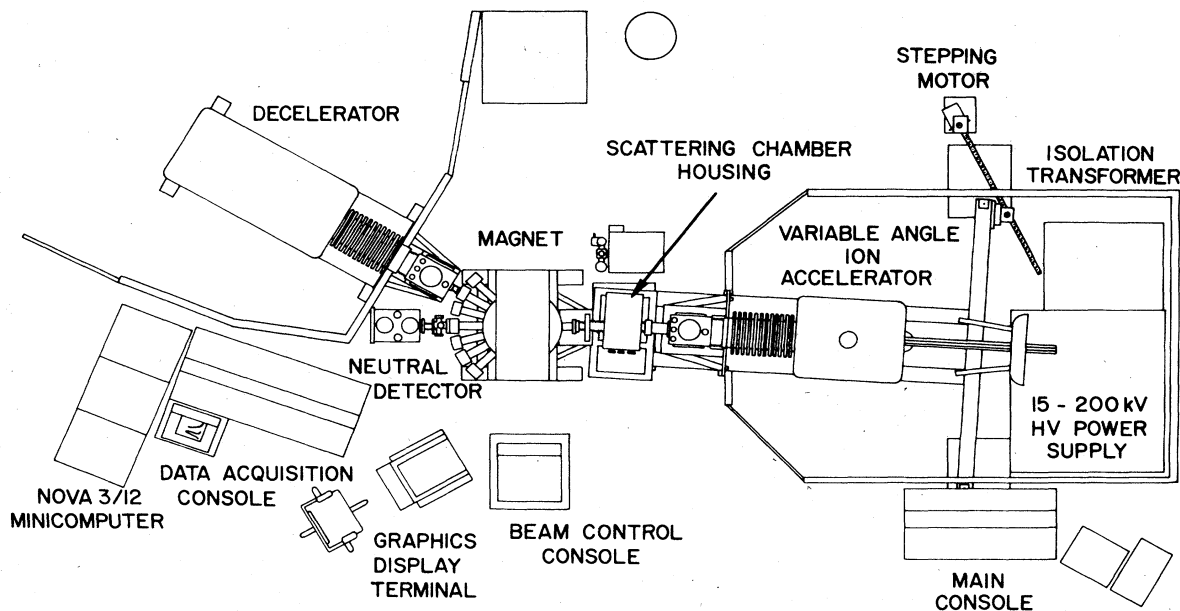 DECELERATOR
STEPPING
MOTOR
SCATTERING CHAMBER
HOUSING
ISOLATION
TRANSFORMER
MAGNET
VARIABLE ANGLE
ION
ACCELERATOR
NEUTRAL
DETECTOR
15 - 200 kV
HV POWER
SUPPLY
DATA ACQUISITION
CONSOLE
NOVA 3/12
MINICOMPUTER
GRAPHICS
DISPLAY
TERMINAL
BEAM CONTROL
CONSOLE
MAIN
CONSOLE